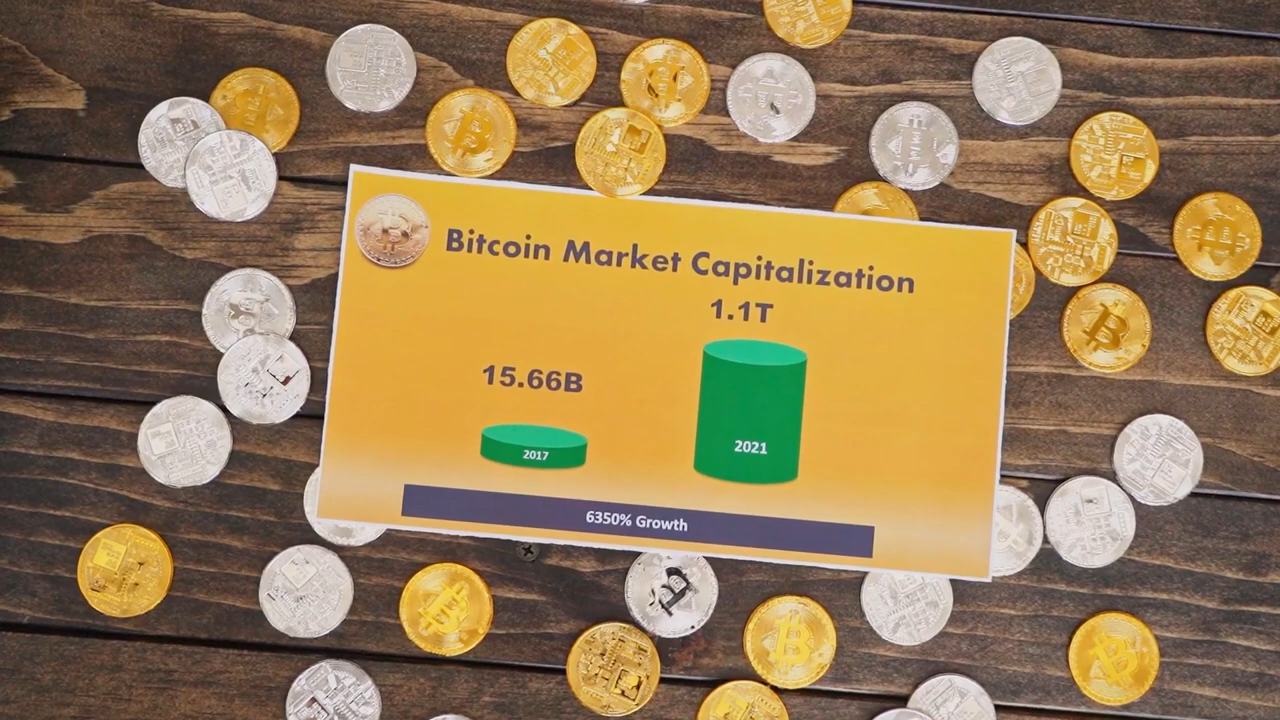 Bitcoin Market Capitalization
1.1T
15.66B
2021
2017
6350% Growth